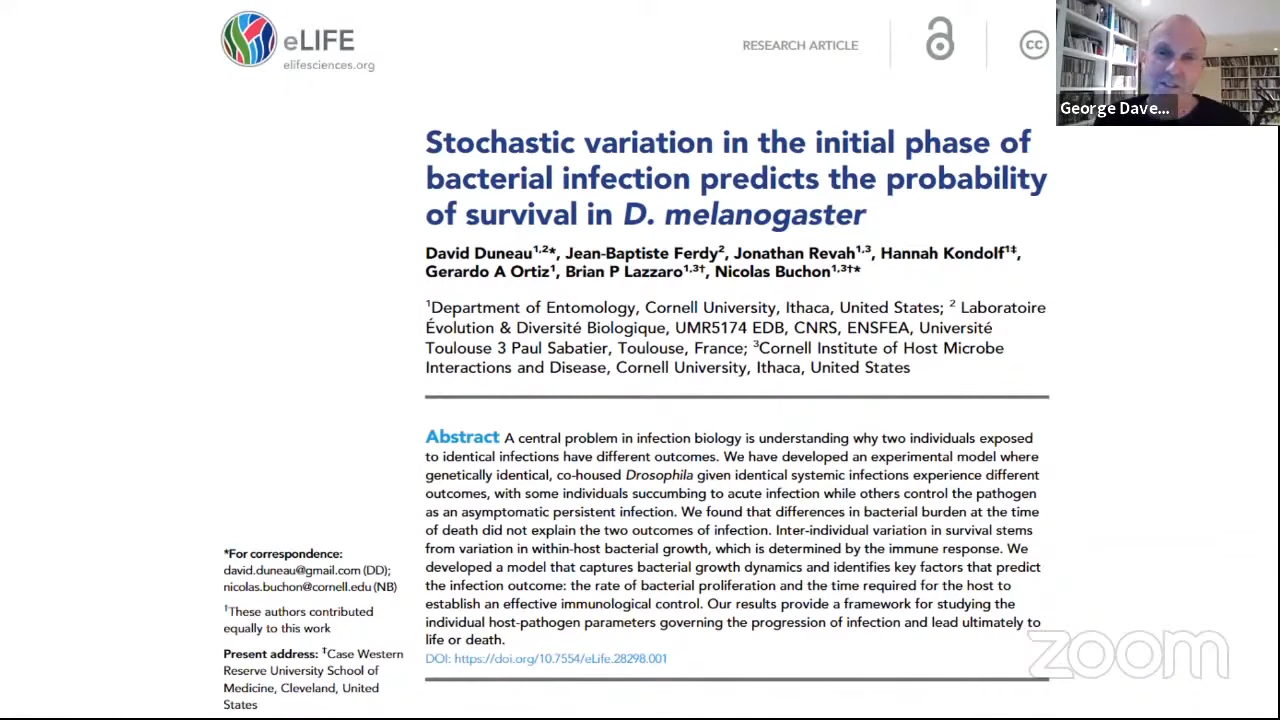 eLIFE
elifesciences.org
RESEARCH ARTICLE
cc
George Dave...
Stochastic variation in the initial phase of
bacterial infection predicts the probability
of survival in D. melanogaster
David Duneau¹,²*, Jean-Baptiste Ferdy², Jonathan Revah¹,³, Hannah Kondolf¹‡,
Gerardo A Ortiz¹, Brian P Lazzaro¹,³†, Nicolas Buchon¹,³†*
¹Department of Entomology, Cornell University, Ithaca, United States; ² Laboratoire
Évolution & Diversité Biologique, UMR5174 EDB, CNRS, ENSFEA, Université
Toulouse 3 Paul Sabatier, Toulouse, France; ³Cornell Institute of Host Microbe
Interactions and Disease, Cornell University, Ithaca, United States
Abstract A central problem in infection biology is understanding why two individuals exposed
to identical infections have different outcomes. We have developed an experimental model where
genetically identical, co-housed Drosophila given identical systemic infections experience different
outcomes, with some individuals succumbing to acute infection while others control the pathogen
as an asymptomatic persistent infection. We found that differences in bacterial burden at the time
of death did not explain the two outcomes of infection. Inter-individual variation in survival stems
from variation in within-host bacterial growth, which is determined by the immune response. We
developed a model that captures bacterial growth dynamics and identifies key factors that predict
the infection outcome: the rate of bacterial proliferation and the time required for the host to
establish an effective immunological control. Our results provide a framework for studying the
individual host-pathogen parameters governing the progression of infection and lead ultimately to
life or death.
DOI: https://doi.org/10.7554/eLife.28298.001
*For correspondence:
david.duneau@gmail.com (DD);
nicolas.buchon@cornell.edu (NB)
†These authors contributed
equally to this work
Present address: ‡Case Western
Reserve University School of
Medicine, Cleveland, United
States
zoom